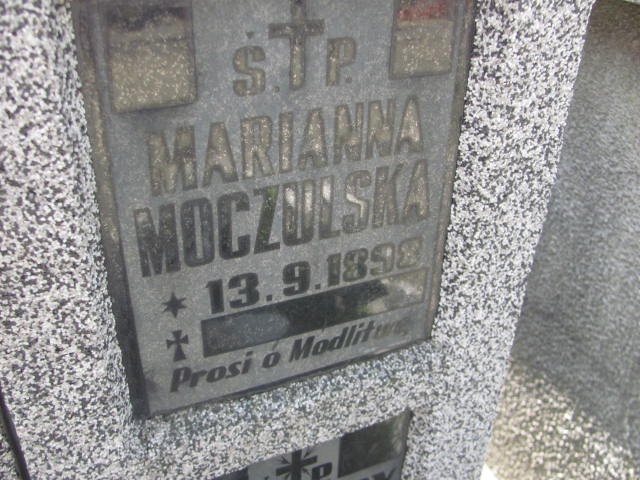 Ś. P.
MARIANNA
MOCZULSKA
* 13.9.1898
Prosi ó Modlitwę
P